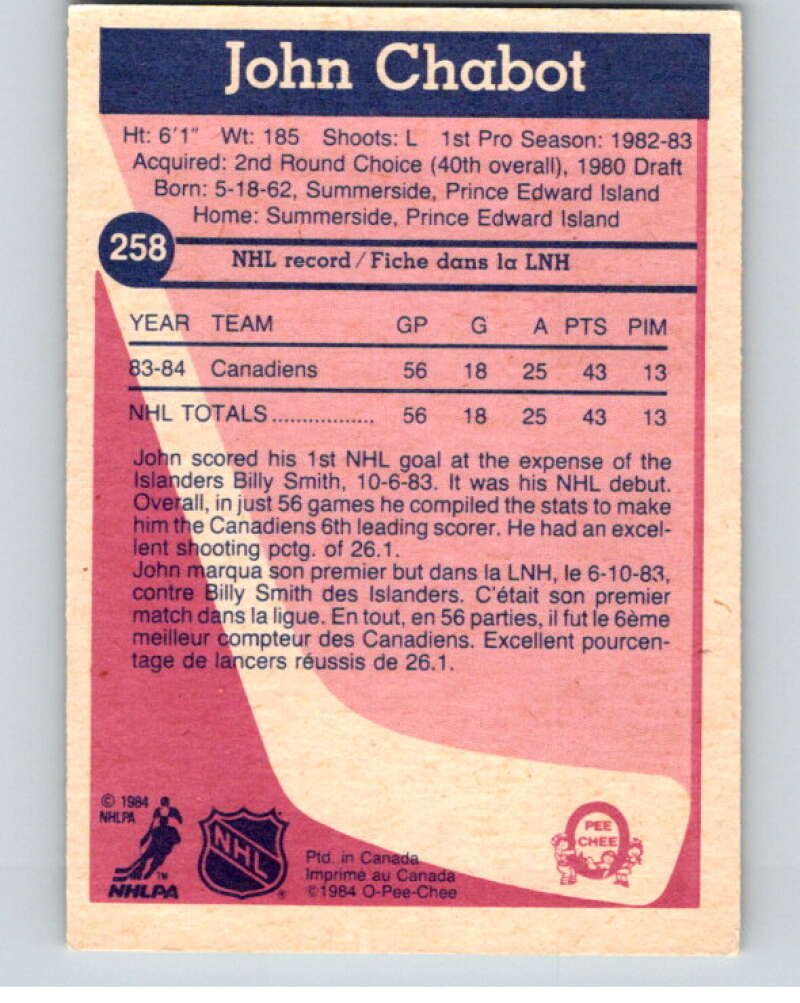 John Chabot
Ht: 6'1" Wt: 185 Shoots: L 1st Pro Season: 1982-83
Acquired: 2nd Round Choice (40th overall), 1980 Draft
Born: 5-18-62, Summerside, Prince Edward Island
Home: Summerside, Prince Edward Island
258
NHL record / Fiche dans la LNH
YEAR TEAM GP G A PTS PIM
83-84 Canadiens 56 18 25 43 13
NHL TOTALS................. 56 18 25 43 13
John scored his 1st NHL goal at the expense of the
Islanders Billy Smith, 10-6-83. It was his NHL debut.
Overall, in just 56 games he compiled the stats to make
him the Canadiens 6th leading scorer. He had an excel-
lent shooting pctg. of 26.1.
John marqua son premier but dans la LNH, le 6-10-83,
contre Billy Smith des Islanders. C'était son premier
match dans la ligue. En tout, en 56 parties, il fut le 6ème
meilleur compteur des Canadiens. Excellent pourcen-
tage de lancers réussis de 26.1.
© 1984
NHLPA
TM
NHLPA
NHL
®
Ptd. in Canada
Imprimé au Canada
©1984 O-Pee-Chee
PEE
CHEE